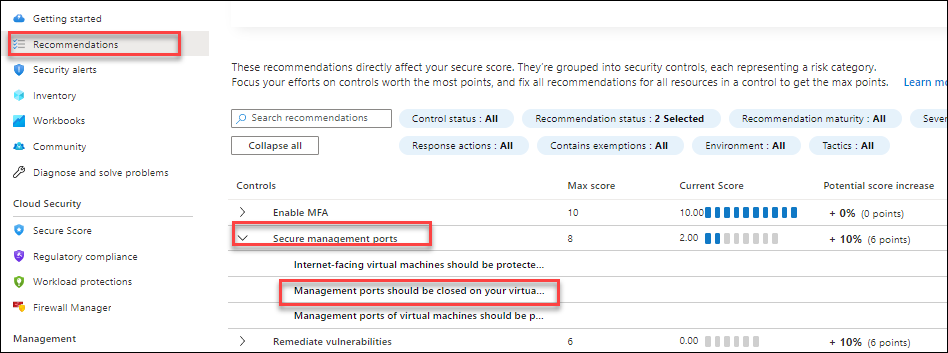 Getting started
Recommendations
Security alerts
Inventory
Workbooks
Community
Diagnose and solve problems
Cloud Security
Secure Score
Regulatory compliance
Workload protections
Firewall Manager
Management
These recommendations directly affect your secure score. They're grouped into security controls, each representing a risk category.
Focus your efforts on controls worth the most points, and fix all recommendations for all resources in a control to get the max points. Learn mo
Search recommendations Control status : All Recommendation status : 2 Selected Recommendation maturity : All Seve
Collapse all Response actions : All Contains exemptions : All Environment : All Tactics : All
Controls Max score Current Score Potential score increase
Enable MFA 10 10.00 + 0% (0 points)
Secure management ports 8 2.00 + 10% (6 points)
Internet-facing virtual machines should be protecte...
Management ports should be closed on your virtua...
Management ports of virtual machines should be p...
Remediate vulnerabilities 6 0.00 + 10% (6 points)